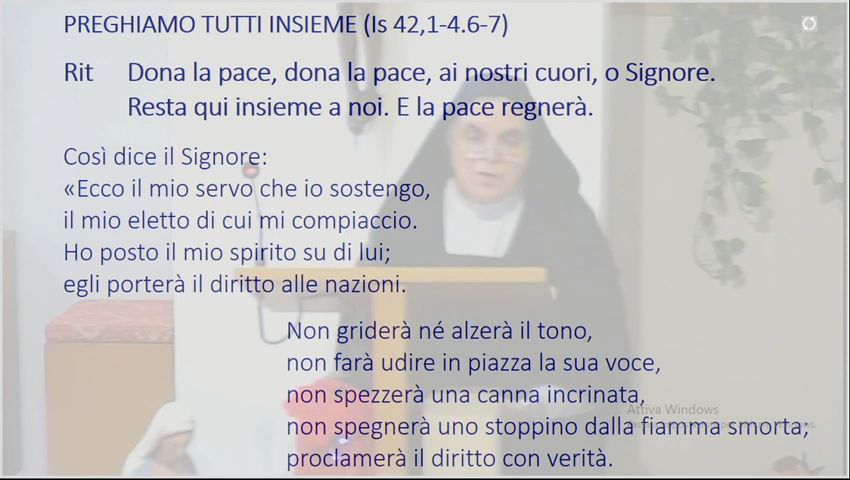 PREGHIAMO TUTTI INSIEME (Is 42,1-4.6-7)
Rit Dona la pace, dona la pace, ai nostri cuori, o Signore.
Resta qui insieme a noi. E la pace regnerà.
Così dice il Signore:
«Ecco il mio servo che io sostengo,
il mio eletto di cui mi compiaccio.
Ho posto il mio spirito su di lui;
egli porterà il diritto alle nazioni.
Non griderà né alzerà il tono,
non farà udire in piazza la sua voce,
non spezzerà una canna incrinata,
non spegnerà uno stoppino dalla fiamma smorta;
proclamerà il diritto con verità.
Attiva Windows